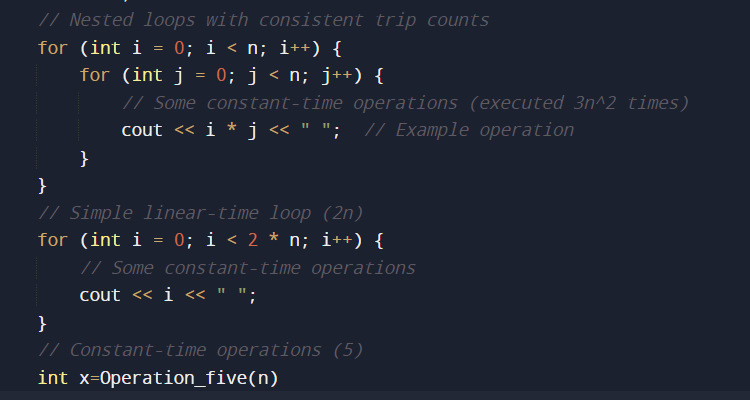 // Nested loops with consistent trip counts
for (int i = 0; i < n; i++) {
for (int j = 0; j < n; j++) {
// Some constant-time operations (executed 3n^2 times)
cout << i * j << " ";  // Example operation
}
}
// Simple linear-time loop (2n)
for (int i = 0; i < 2 * n; i++) {
// Some constant-time operations
cout << i << " ";
}
// Constant-time operations (5)
int x=Operation_five(n)